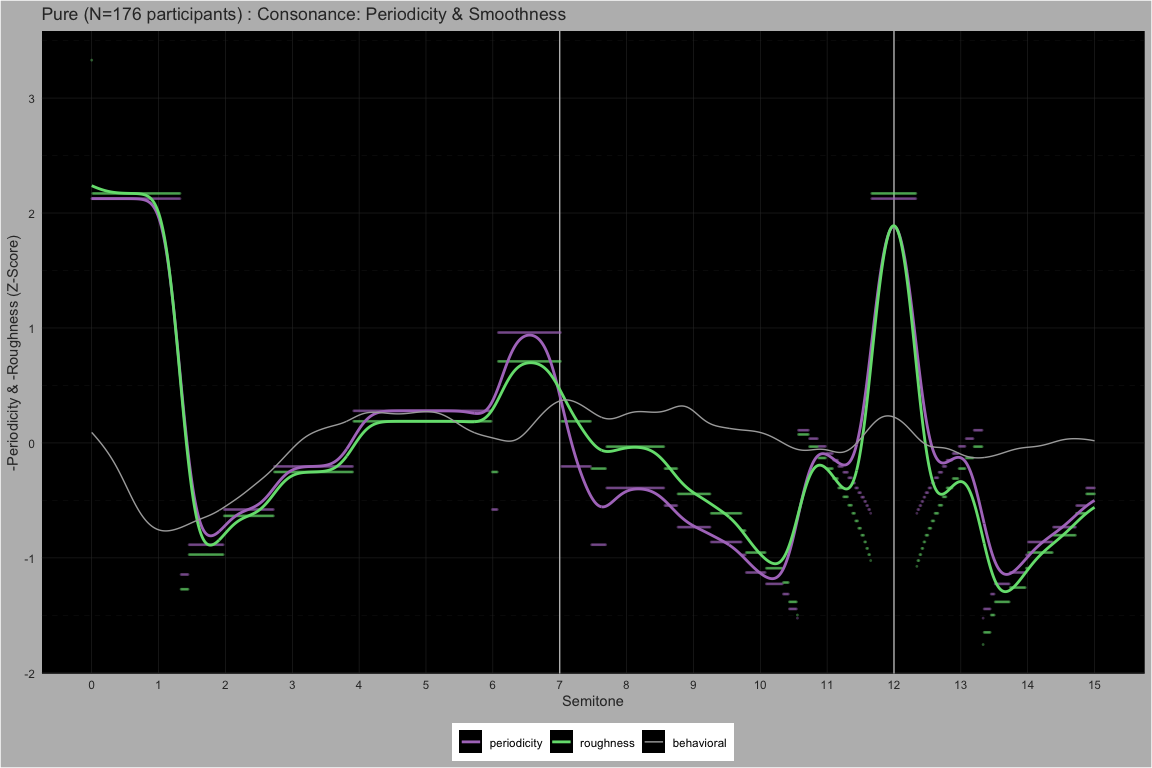 Pure (N=176 participants) : Consonance: Periodicity & Smoothness
-Periodicity & -Roughness (Z-Score)
3
2
1
0
-1
-2
0 1 2 3 4 5 6 7 8 9 10 11 12 13 14 15
Semitone
periodicity roughness behavioral